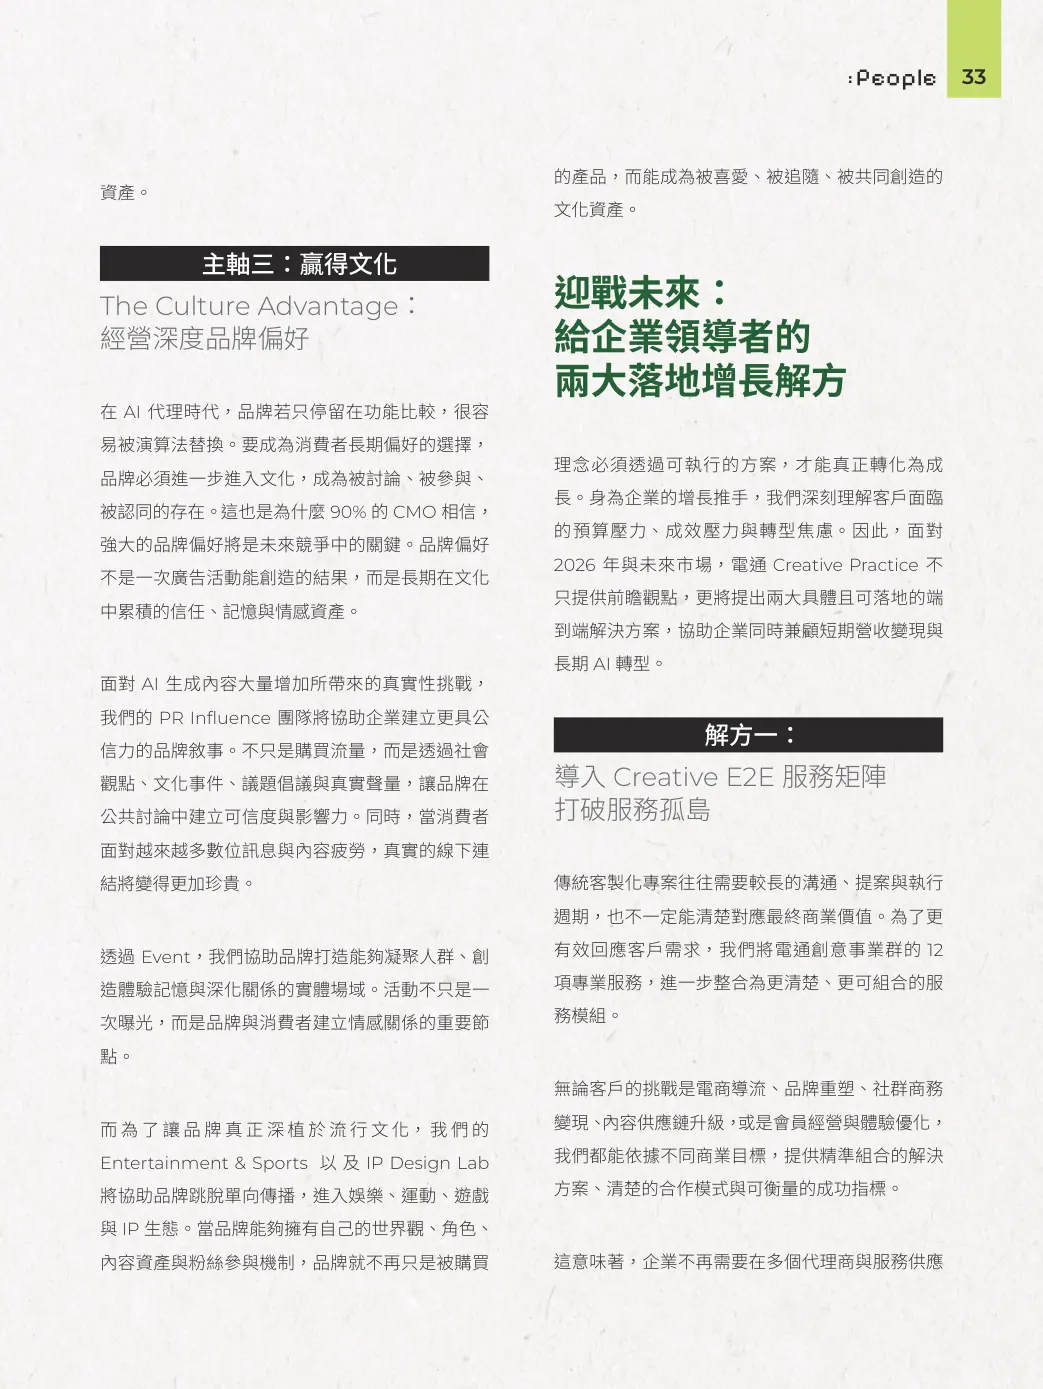 :People
33
資產。
主軸三：贏得文化
The Culture Advantage：
經營深度品牌偏好
在 AI 代理時代，品牌若只停留在功能比較，很容
易被演算法替換。要成為消費者長期偏好的選擇，
品牌必須進一步進入文化，成為被討論、被參與、
被認同的存在。這也是為什麼 90% 的 CMO 相信，
強大的品牌偏好將是未來競爭中的關鍵。品牌偏好
不是一次廣告活動能創造的結果，而是長期在文化
中累積的信任、記憶與情感資產。
面對 AI 生成內容大量增加所帶來的真實性挑戰，
我們的 PR Influence 團隊將協助企業建立更具公
信力的品牌敘事。不只是購買流量，而是透過社會
觀點、文化事件、議題倡議與真實聲量，讓品牌在
公共討論中建立可信度與影響力。同時，當消費者
面對越來越多數位訊息與內容疲勞，真實的線下連
結將變得更加珍貴。
透過 Event，我們協助品牌打造能夠凝聚人群、創
造體驗記憶與深化關係的實體場域。活動不只是一
次曝光，而是品牌與消費者建立情感關係的重要節
點。
而為了讓品牌真正深植於流行文化，我們的
Entertainment & Sports 以及 IP Design Lab
將協助品牌跳脫單向傳播，進入娛樂、運動、遊戲
與 IP 生態。當品牌能夠擁有自己的世界觀、角色、
內容資產與粉絲參與機制，品牌就不再只是被購買
的產品，而能成為被喜愛、被追隨、被共同創造的
文化資產。
迎戰未來：
給企業領導者的
兩大落地增長解方
理念必須透過可執行的方案，才能真正轉化為成
長。身為企業的增長推手，我們深刻理解客戶面臨
的預算壓力、成效壓力與轉型焦慮。因此，面對
2026 年與未來市場，電通 Creative Practice 不
只提供前瞻觀點，更將提出兩大具體且可落地的端
到端解決方案，協助企業同時兼顧短期營收變現與
長期 AI 轉型。
解方一：
導入 Creative E2E 服務矩陣
打破服務孤島
傳統客製化專案往往需要較長的溝通、提案與執行
週期，也不一定能清楚對應最終商業價值。為了更
有效回應客戶需求，我們將電通創意事業群的 12
項專業服務，進一步整合為更清楚、更可組合的服
務模組。
無論客戶的挑戰是電商導流、品牌重塑、社群商務
變現、內容供應鏈升級，或是會員經營與體驗優化，
我們都能依據不同商業目標，提供精準組合的解決
方案、清楚的合作模式與可衡量的成功指標。
這意味著，企業不再需要在多個代理商與服務供應